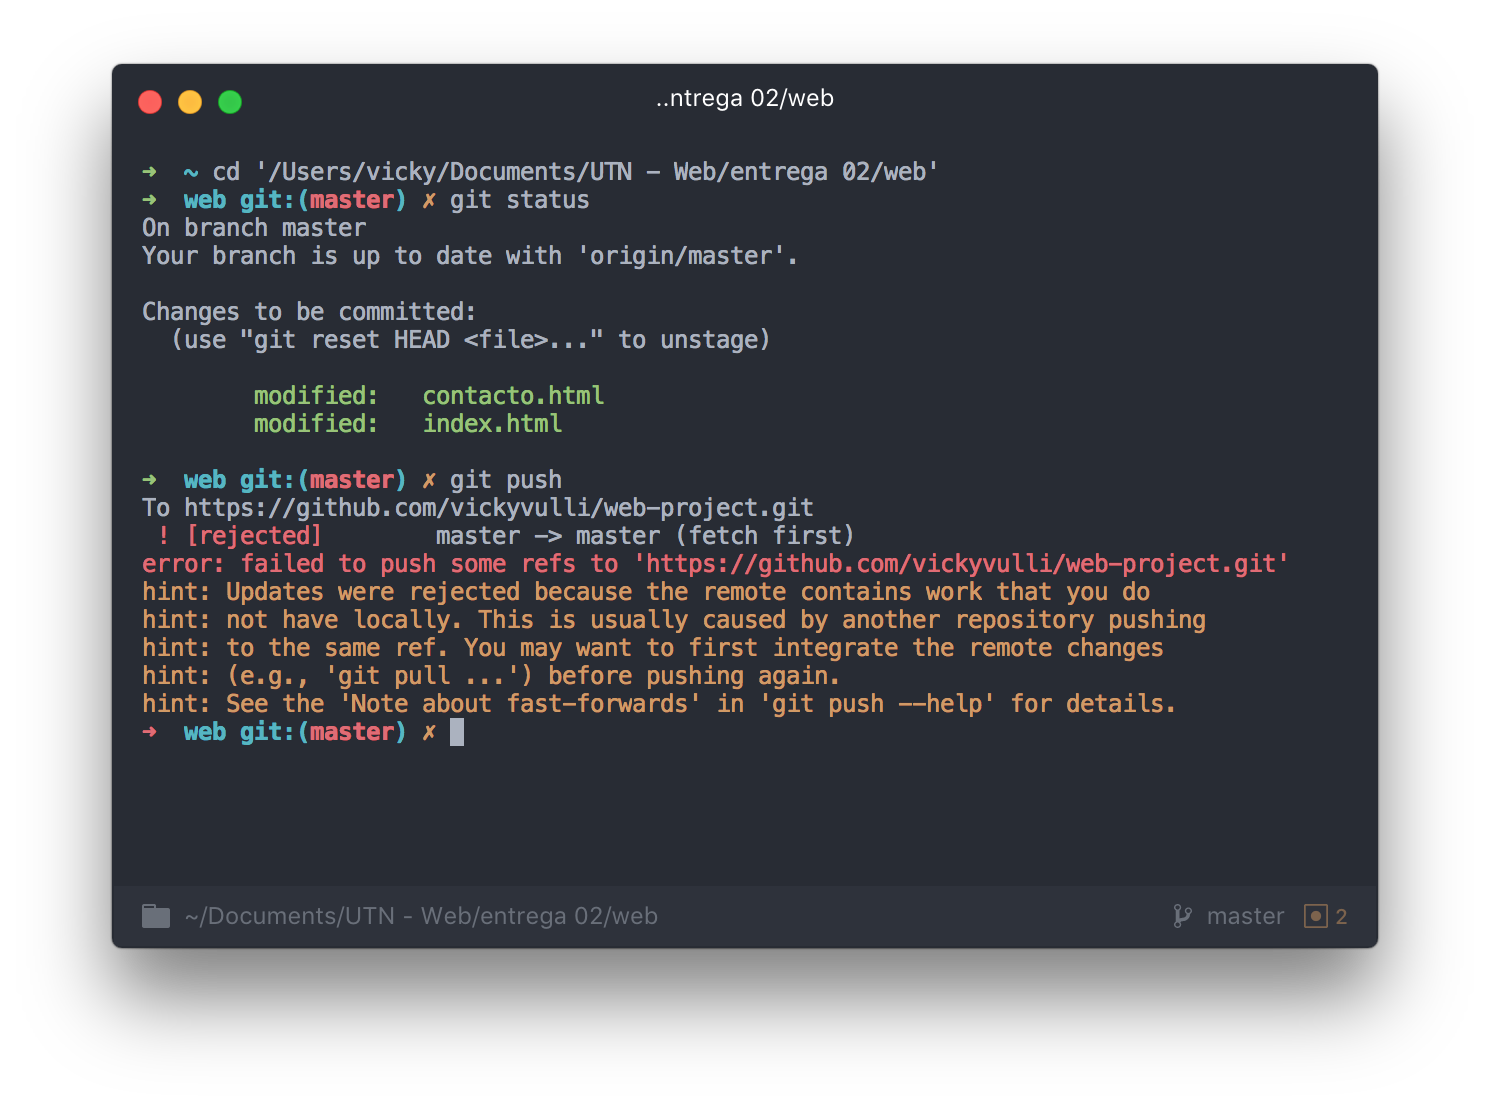 ..ntrega 02/web
➜  ~ cd '/Users/vicky/Documents/UTN - Web/entrega 02/web'
➜  web git:(master) ✗ git status
On branch master
Your branch is up to date with 'origin/master'.
Changes to be committed:
  (use "git reset HEAD <file>..." to unstage)
        modified:   contacto.html
        modified:   index.html
➜  web git:(master) ✗ git push
To https://github.com/vickyvulli/web-project.git
 ! [rejected]        master -> master (fetch first)
error: failed to push some refs to 'https://github.com/vickyvulli/web-project.git'
hint: Updates were rejected because the remote contains work that you do
hint: not have locally. This is usually caused by another repository pushing
hint: to the same ref. You may want to first integrate the remote changes
hint: (e.g., 'git pull ...') before pushing again.
hint: See the 'Note about fast-forwards' in 'git push --help' for details.
➜  web git:(master) ✗
~/Documents/UTN - Web/entrega 02/web
master 2